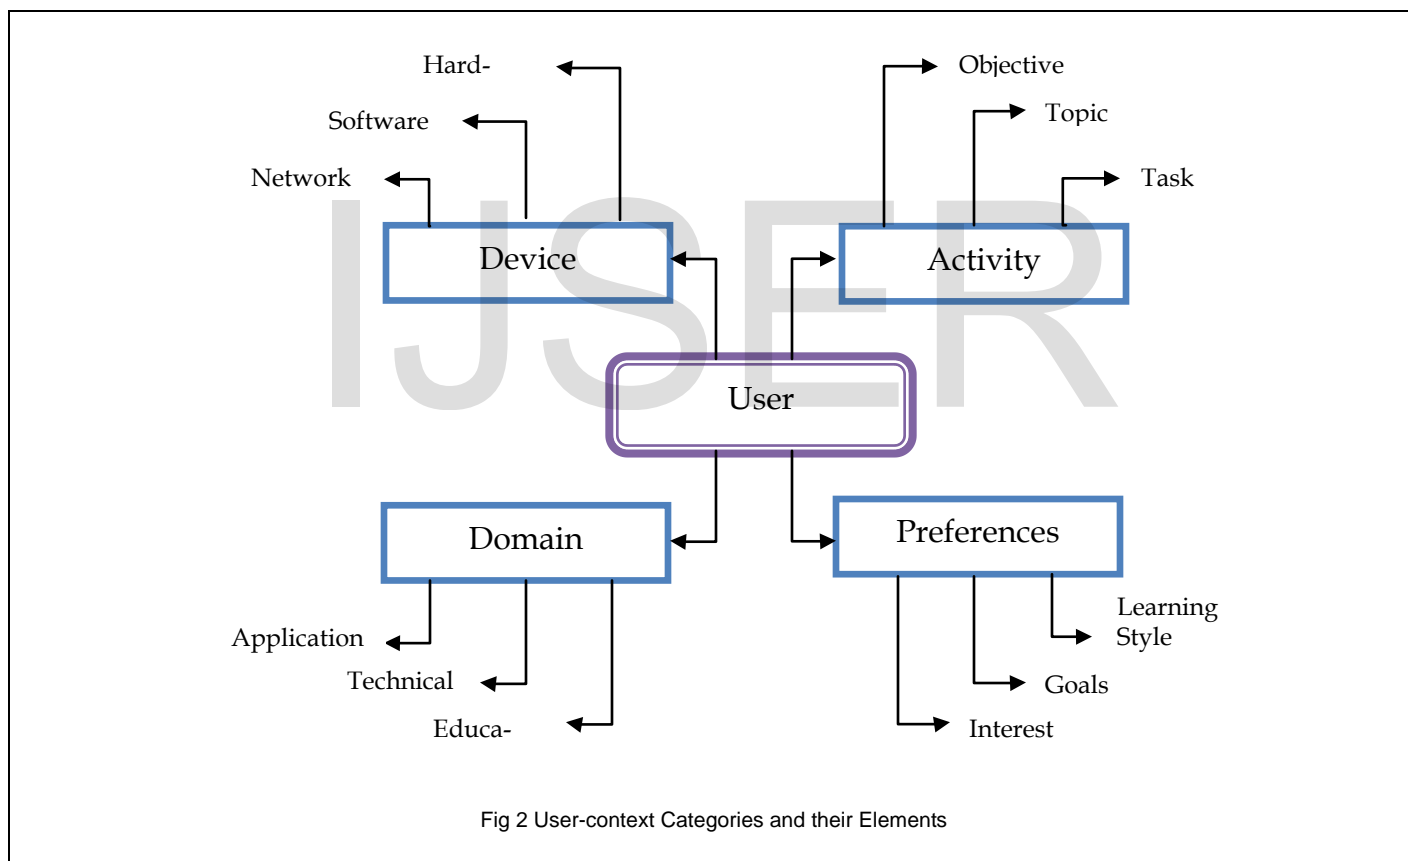 Hard-
Objective
Software
Topic
Network
Task
Device
Activity
IJSER
User
Domain
Preferences
Application
Learning
Style
Technical
Goals
Educa-
Interest
Fig 2 User-context Categories and their Elements